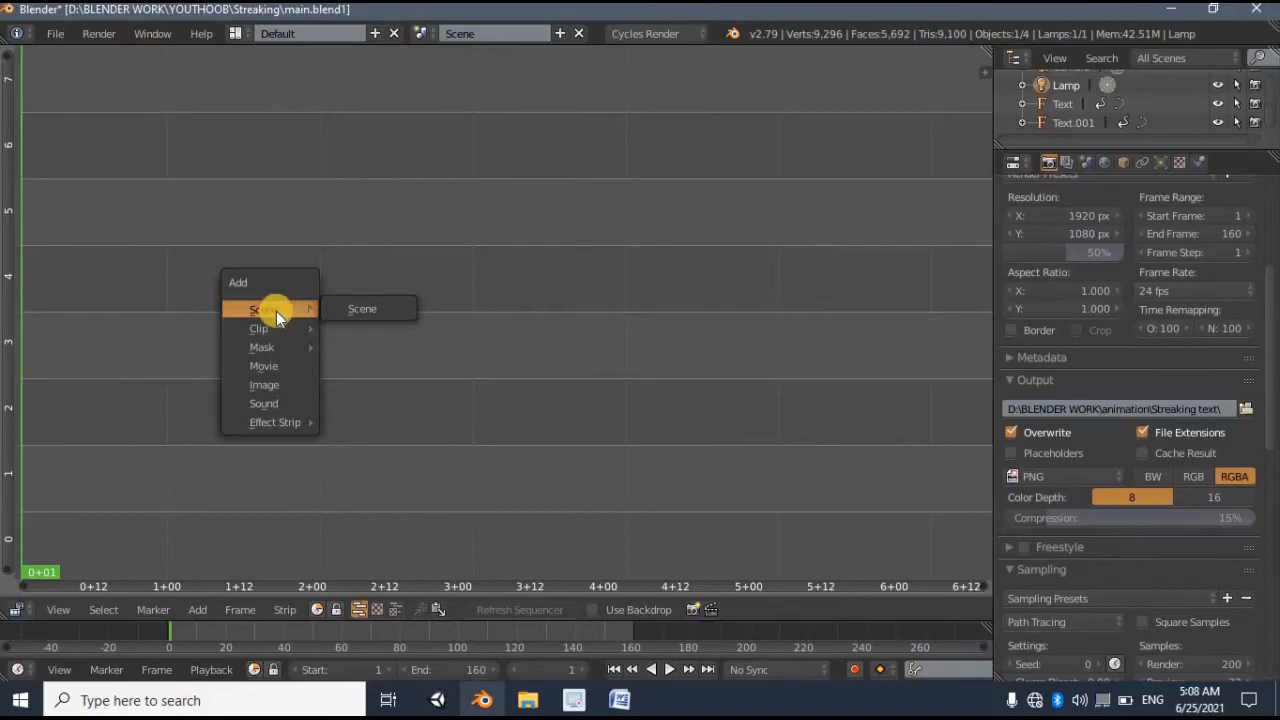 Blender* [D:\BLENDER WORK\YOUTHOOB\Streaking\main.blend1]
File Render Window Help Default Scene Cycles Render v2.79 | Verts:9,296 | Faces:5,692 | Tris:9,100 | Objects:1/4 | Lamps:1/1 | Mem:42.51M | Lamp
View Search All Scenes
Lamp
Text
Text.001
7
6
5
4
3
2
1
0
Add
Scene
Clip
Mask
Movie
Image
Sound
Effect Strip
0+01
0+12 1+00 1+12 2+00 2+12 3+00 3+12 4+00 4+12 5+00 5+12 6+00 6+12
View Select Marker Add Frame Strip Refresh Sequencer Use Backdrop
-40 -20 0 20 40 60 80 100 120 140 160 180 200 220 240 260
View Marker Frame Playback Start: 1 End: 160 1 No Sync
Render Presets
Resolution: Frame Range:
X: 1920 px Start Frame: 1
Y: 1080 px End Frame: 160
50% Frame Step: 1
Aspect Ratio: Frame Rate:
X: 1.000 24 fps
Y: 1.000 Time Remapping:
Border Crop O: 100 N: 100
Metadata
Output
D:\BLENDER WORK\animation\Streaking text\
Overwrite File Extensions
Placeholders Cache Result
PNG BW RGB RGBA
Color Depth: 8 16
Compression: 15%
Freestyle
Sampling
Sampling Presets
Path Tracing Square Samples
Settings: Samples:
Seed: 0 Render: 200
Type here to search
ENG
5:08 AM
6/25/2021